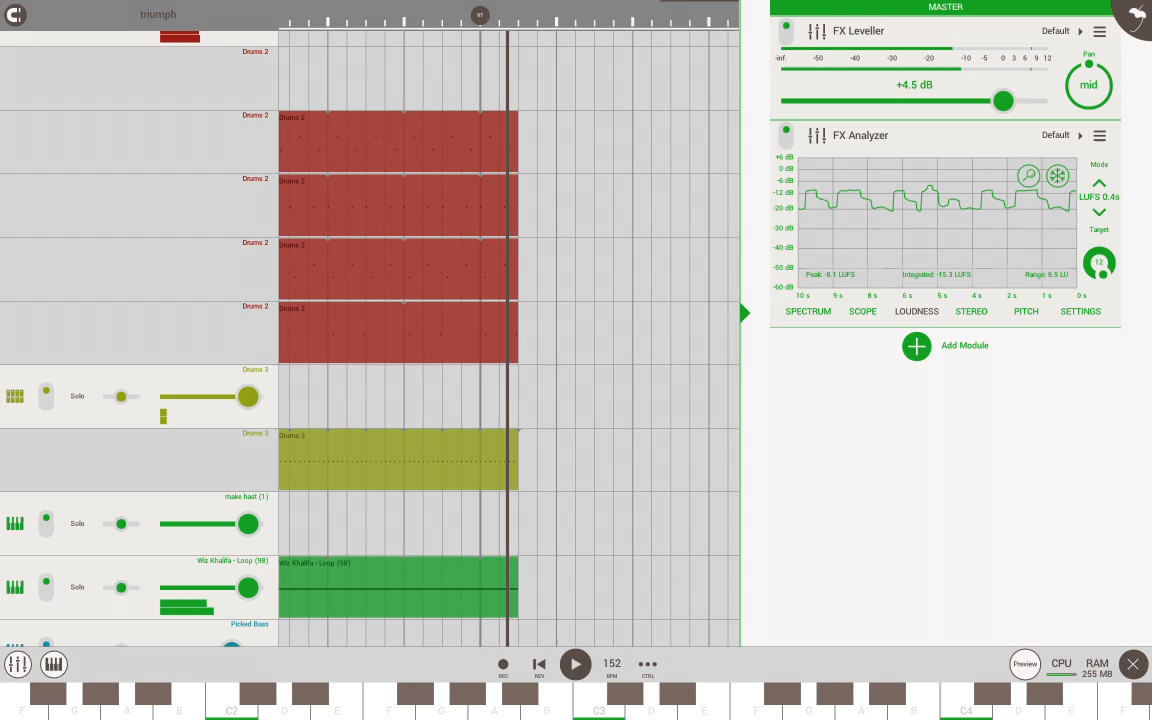 triumph
97
MASTER
FX Leveller
Default
-inf. -50 -40 -30 -20 -10 -5 0 3 6 9 12
Pan
mid
+4.5 dB
FX Analyzer
Default
+6 dB
0 dB
-6 dB
-12 dB
-20 dB
-30 dB
-40 dB
-50 dB
-60 dB
Mode
LUFS 0.4s
Target
12
Peak: -8.1 LUFS
Integrated: -15.3 LUFS
Range: 6.5 LU
10 s 9 s 8 s 6 s 5 s 4 s 2 s 1 s 0 s
SPECTRUM SCOPE LOUDNESS STEREO PITCH SETTINGS
Add Module
Drums 2
Drums 2
Drums 2
Drums 2
Drums 2
Drums 2
Drums 2
Drums 2
Drums 2
Drums 3
Solo
Drums 3
Drums 3
make hast (1)
Solo
Wiz Khalifa - Loop (98)
Wiz Khalifa - Loop (98)
Solo
Picked Bass
REC
REV
152
BPM
CTRL
Preview
CPU
RAM
255 MB
F G A B C2 D E F G A B C3 D E F G A B C4 D E F